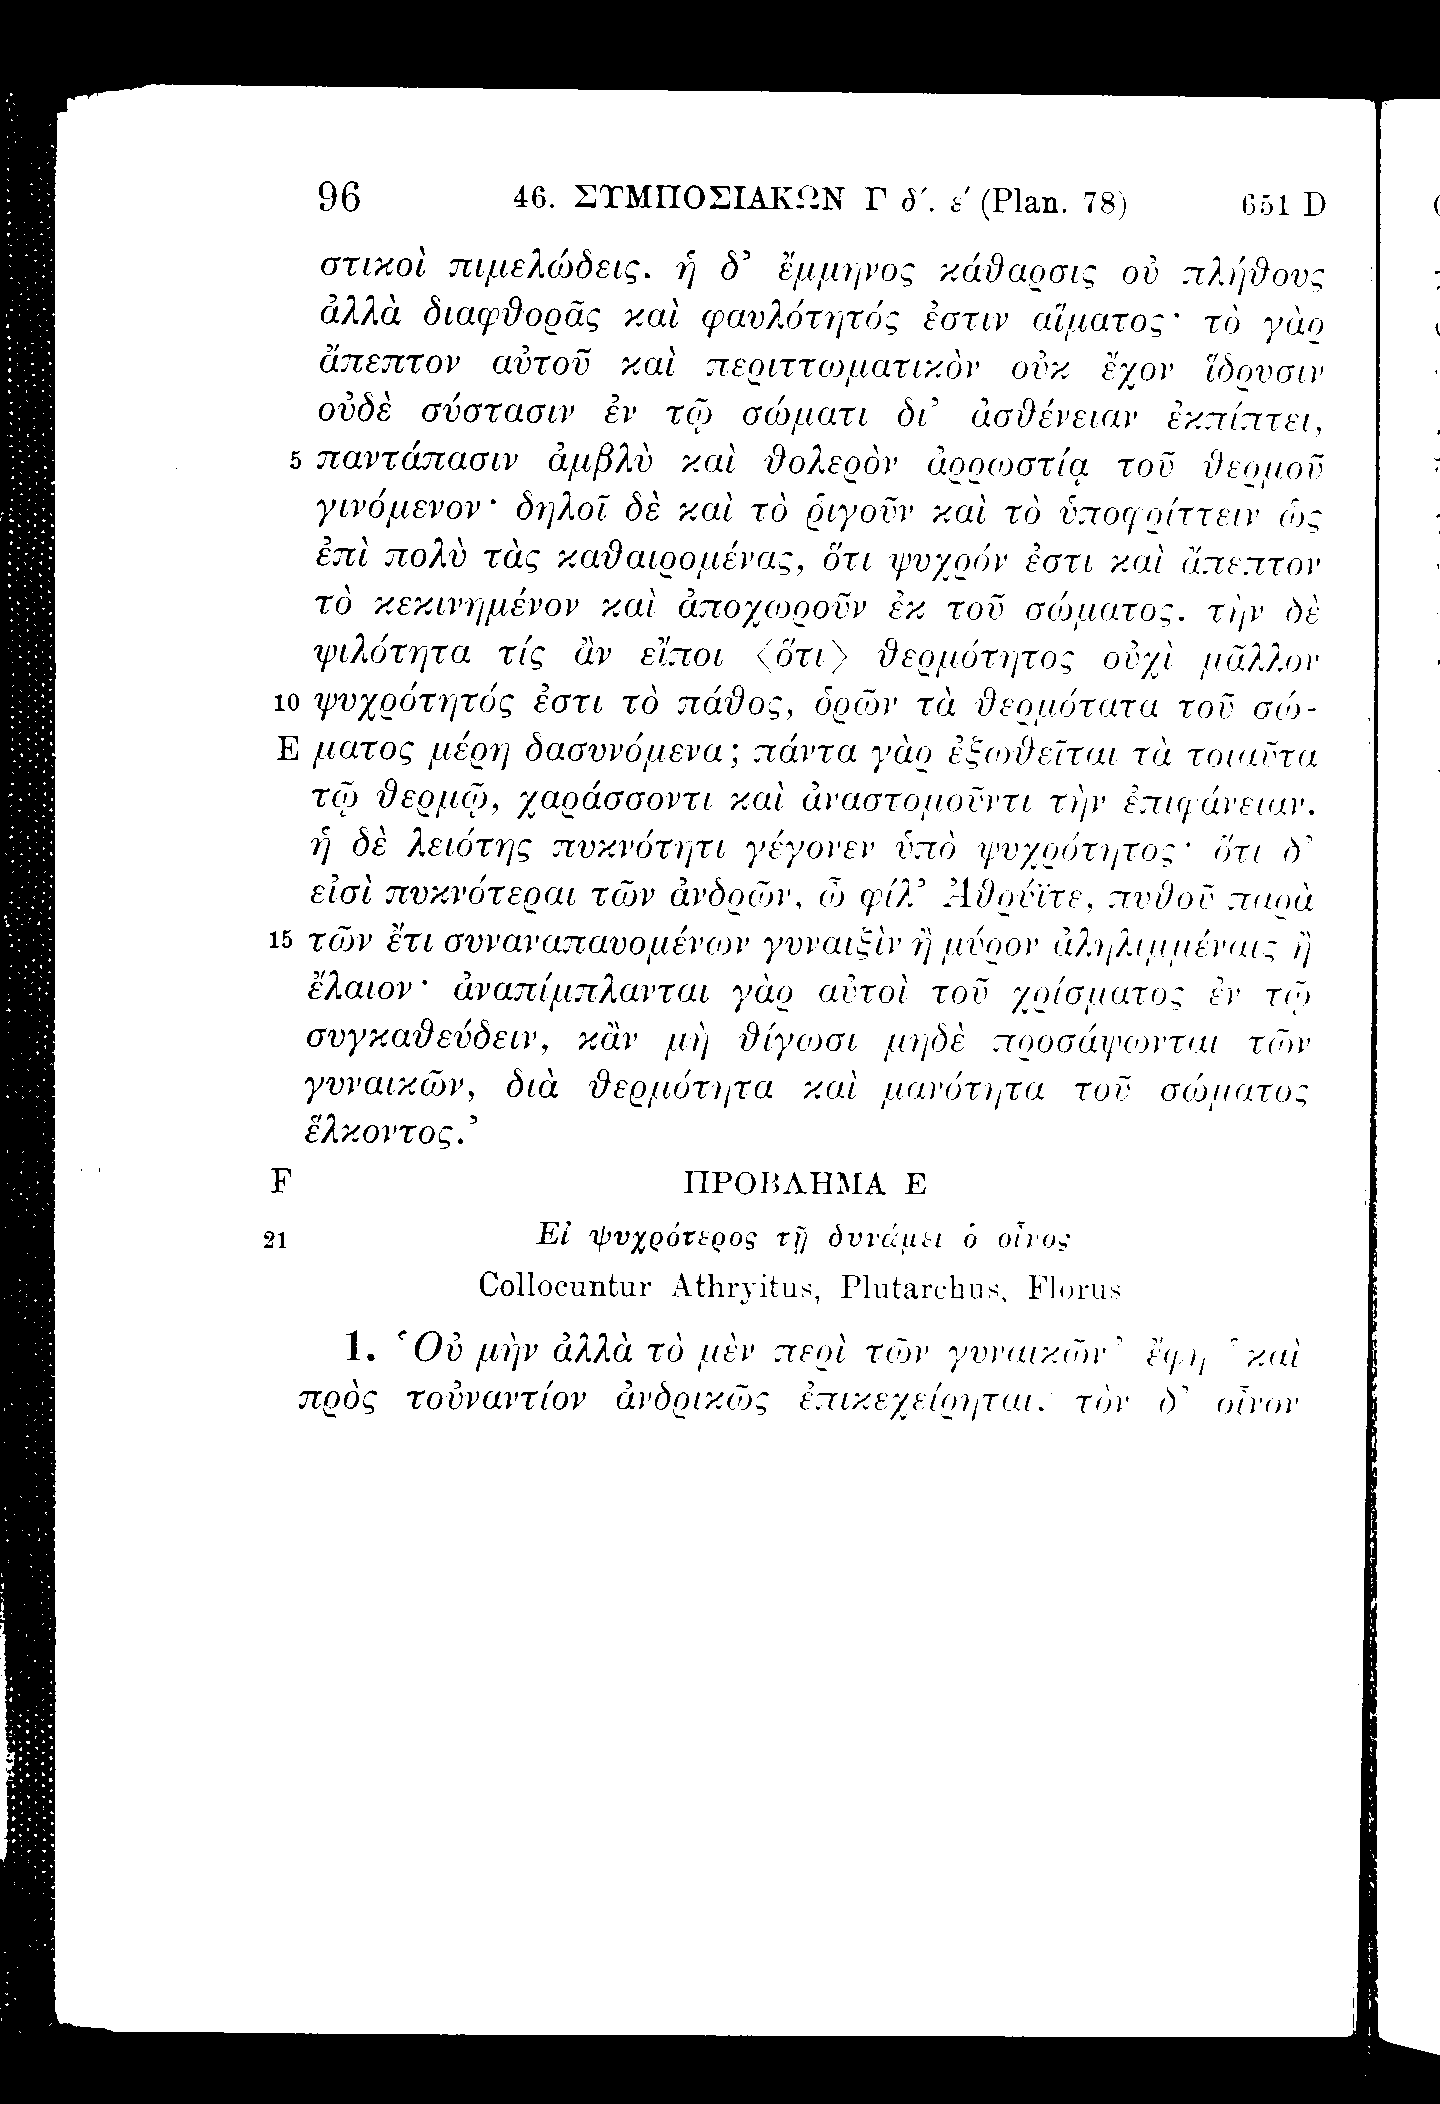 96 46. ΣΥΜΠΟΣΙΑΚΩΝ Γ δ´. ε´ (Plan. 78) 651 D
στικοὶ πιμελώδεις. ἡ δ’ ἔμμηνος κάθαρσις οὐ πλήθους
ἀλλὰ διαφθορᾶς καὶ φαυλότητός ἐστιν αἵματος· τὸ γὰρ
ἄπεπτον αὐτοῦ καὶ περιττωματικὸν οὐκ ἔχον ἵδρυσιν
οὐδὲ σύστασιν ἐν τῷ σώματι δι’ ἀσθένειαν ἐκπίπτει,
5 παντάπασιν ἀμβλὺ καὶ θολερὸν ἀρρωστίᾳ τοῦ θερμοῦ
γινόμενον· δηλοῖ δὲ καὶ τὸ ῥιγοῦν καὶ τὸ ὑποφρίττειν ὡς
ἐπὶ πολὺ τὰς καθαιρομένας, ὅτι ψυχρόν ἐστι καὶ ἄπεπτον
τὸ κεκινημένον καὶ ἀποχωροῦν ἐκ τοῦ σώματος. τὴν δὲ
ψιλότητα τίς ἂν εἴποι ⟨ὅτι⟩ θερμότητος οὐχὶ μᾶλλον
10 ψυχρότητός ἐστι τὸ πάθος, ὁρῶν τὰ θερμότατα τοῦ σώ-
E ματος μέρη δασυνόμενα; πάντα γὰρ ἐξωθεῖται τὰ τοιαῦτα
τῷ θερμῷ, χαράσσοντι καὶ ἀναστομοῦντι τὴν ἐπιφάνειαν.
ἡ δὲ λειότης πυκνότητι γέγονεν ὑπὸ ψυχρότητος· ὅτι δ’
εἰσὶ πυκνότεραι τῶν ἀνδρῶν, ὦ φίλ’ Ἀθρύϊτε, πυθοῦ παρὰ
15 τῶν ἔτι συναναπαυομένων γυναιξὶν ἢ μύρον ἀληλιμμέναις ἢ
ἔλαιον· ἀναπίμπλανται γὰρ αὐτοὶ τοῦ χρίσματος ἐν τῷ
συγκαθεύδειν, κἂν μὴ θίγωσι μηδὲ προσάψωνται τῶν
γυναικῶν, διὰ θερμότητα καὶ μανότητα τοῦ σώματος
ἕλκοντος.’
F ΠΡΟΒΛΗΜΑ Ε
21 Εἰ ψυχρότερος τῇ δυνάμει ὁ οἶνος
Collocuntur Athryitus, Plutarchus, Florus
1. ‘Οὐ μὴν ἀλλὰ τὸ μὲν περὶ τῶν γυναικῶν’ ἔφη ‘καὶ
πρὸς τοὐναντίον ἀνδρικῶς ἐπικεχείρηται. τὸν δ’ οἶνον